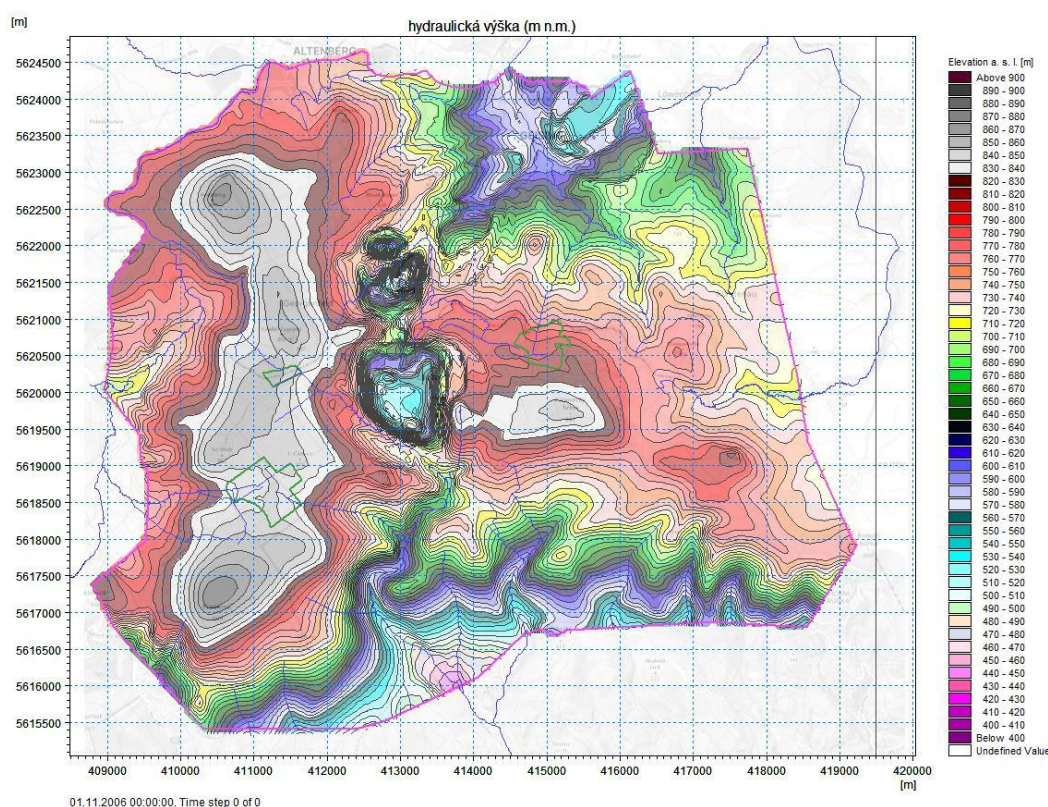 hydraulická výška (m n.m.)
[m]
ALTENBERG
5624500
5624000
5623500
5623000
5622500
5622000
5621500
5621000
5620500
5620000
5619500
5619000
5618500
5618000
5617500
5617000
5616500
5616000
5615500
409000 410000 411000 412000 413000 414000 415000 416000 417000 418000 419000 420000
[m]
01.11.2006 00:00:00. Time step 0 of 0
Elevation a. s. l. [m]
Above 900
890 - 900
880 - 890
870 - 880
860 - 870
850 - 860
840 - 850
830 - 840
820 - 830
810 - 820
800 - 810
790 - 800
780 - 790
770 - 780
760 - 770
750 - 760
740 - 750
730 - 740
720 - 730
710 - 720
700 - 710
690 - 700
680 - 690
670 - 680
660 - 670
650 - 660
640 - 650
630 - 640
620 - 630
610 - 620
600 - 610
590 - 600
580 - 590
570 - 580
560 - 570
550 - 560
540 - 550
530 - 540
520 - 530
510 - 520
500 - 510
490 - 500
480 - 490
470 - 480
460 - 470
450 - 460
440 - 450
430 - 440
420 - 430
410 - 420
400 - 410
Below 400
Undefined Value